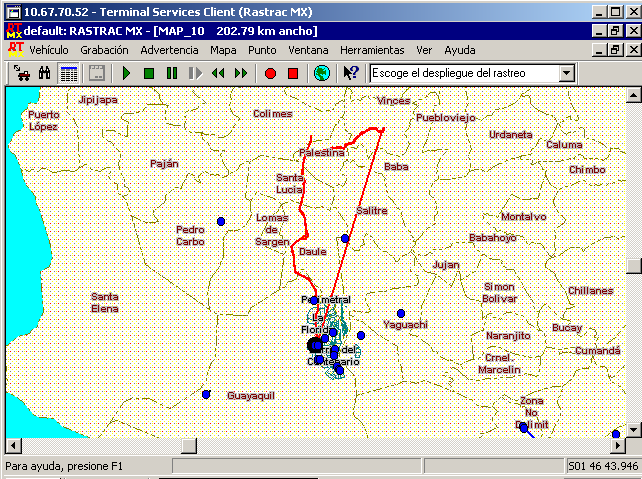 10.67.70.52 - Terminal Services Client (Rastrac MX)
RT MX
default: RASTRAC MX - [MAP_10 202.79 km ancho]
RT MX
Vehículo Grabación Advertencia Mapa Punto Ventana Herramientas Ver Ayuda
Escoge el despliegue del rastreo
Jipijapa
Vinces
Puerto
López
Colimes
Puebloviejo
Urdaneta
Caluma
Palestina
Paján
Baba
Chimbo
Santa
Lucia
Salitre
Lomas
de
Sargen
Montalvo
Pedro
Carbo
Babahoyo
Daule
Jujan
Simon
Bolivar
Chillanes
Santa
Elena
Perimetral
La
Florida
Yaguachi
Bucay
Naranjito
del
Centenario
Cumandá
Crnel.
Marcelin
Guayaquil
Zona
No
Delimit
Para ayuda, presione F1
S01 46 43.946